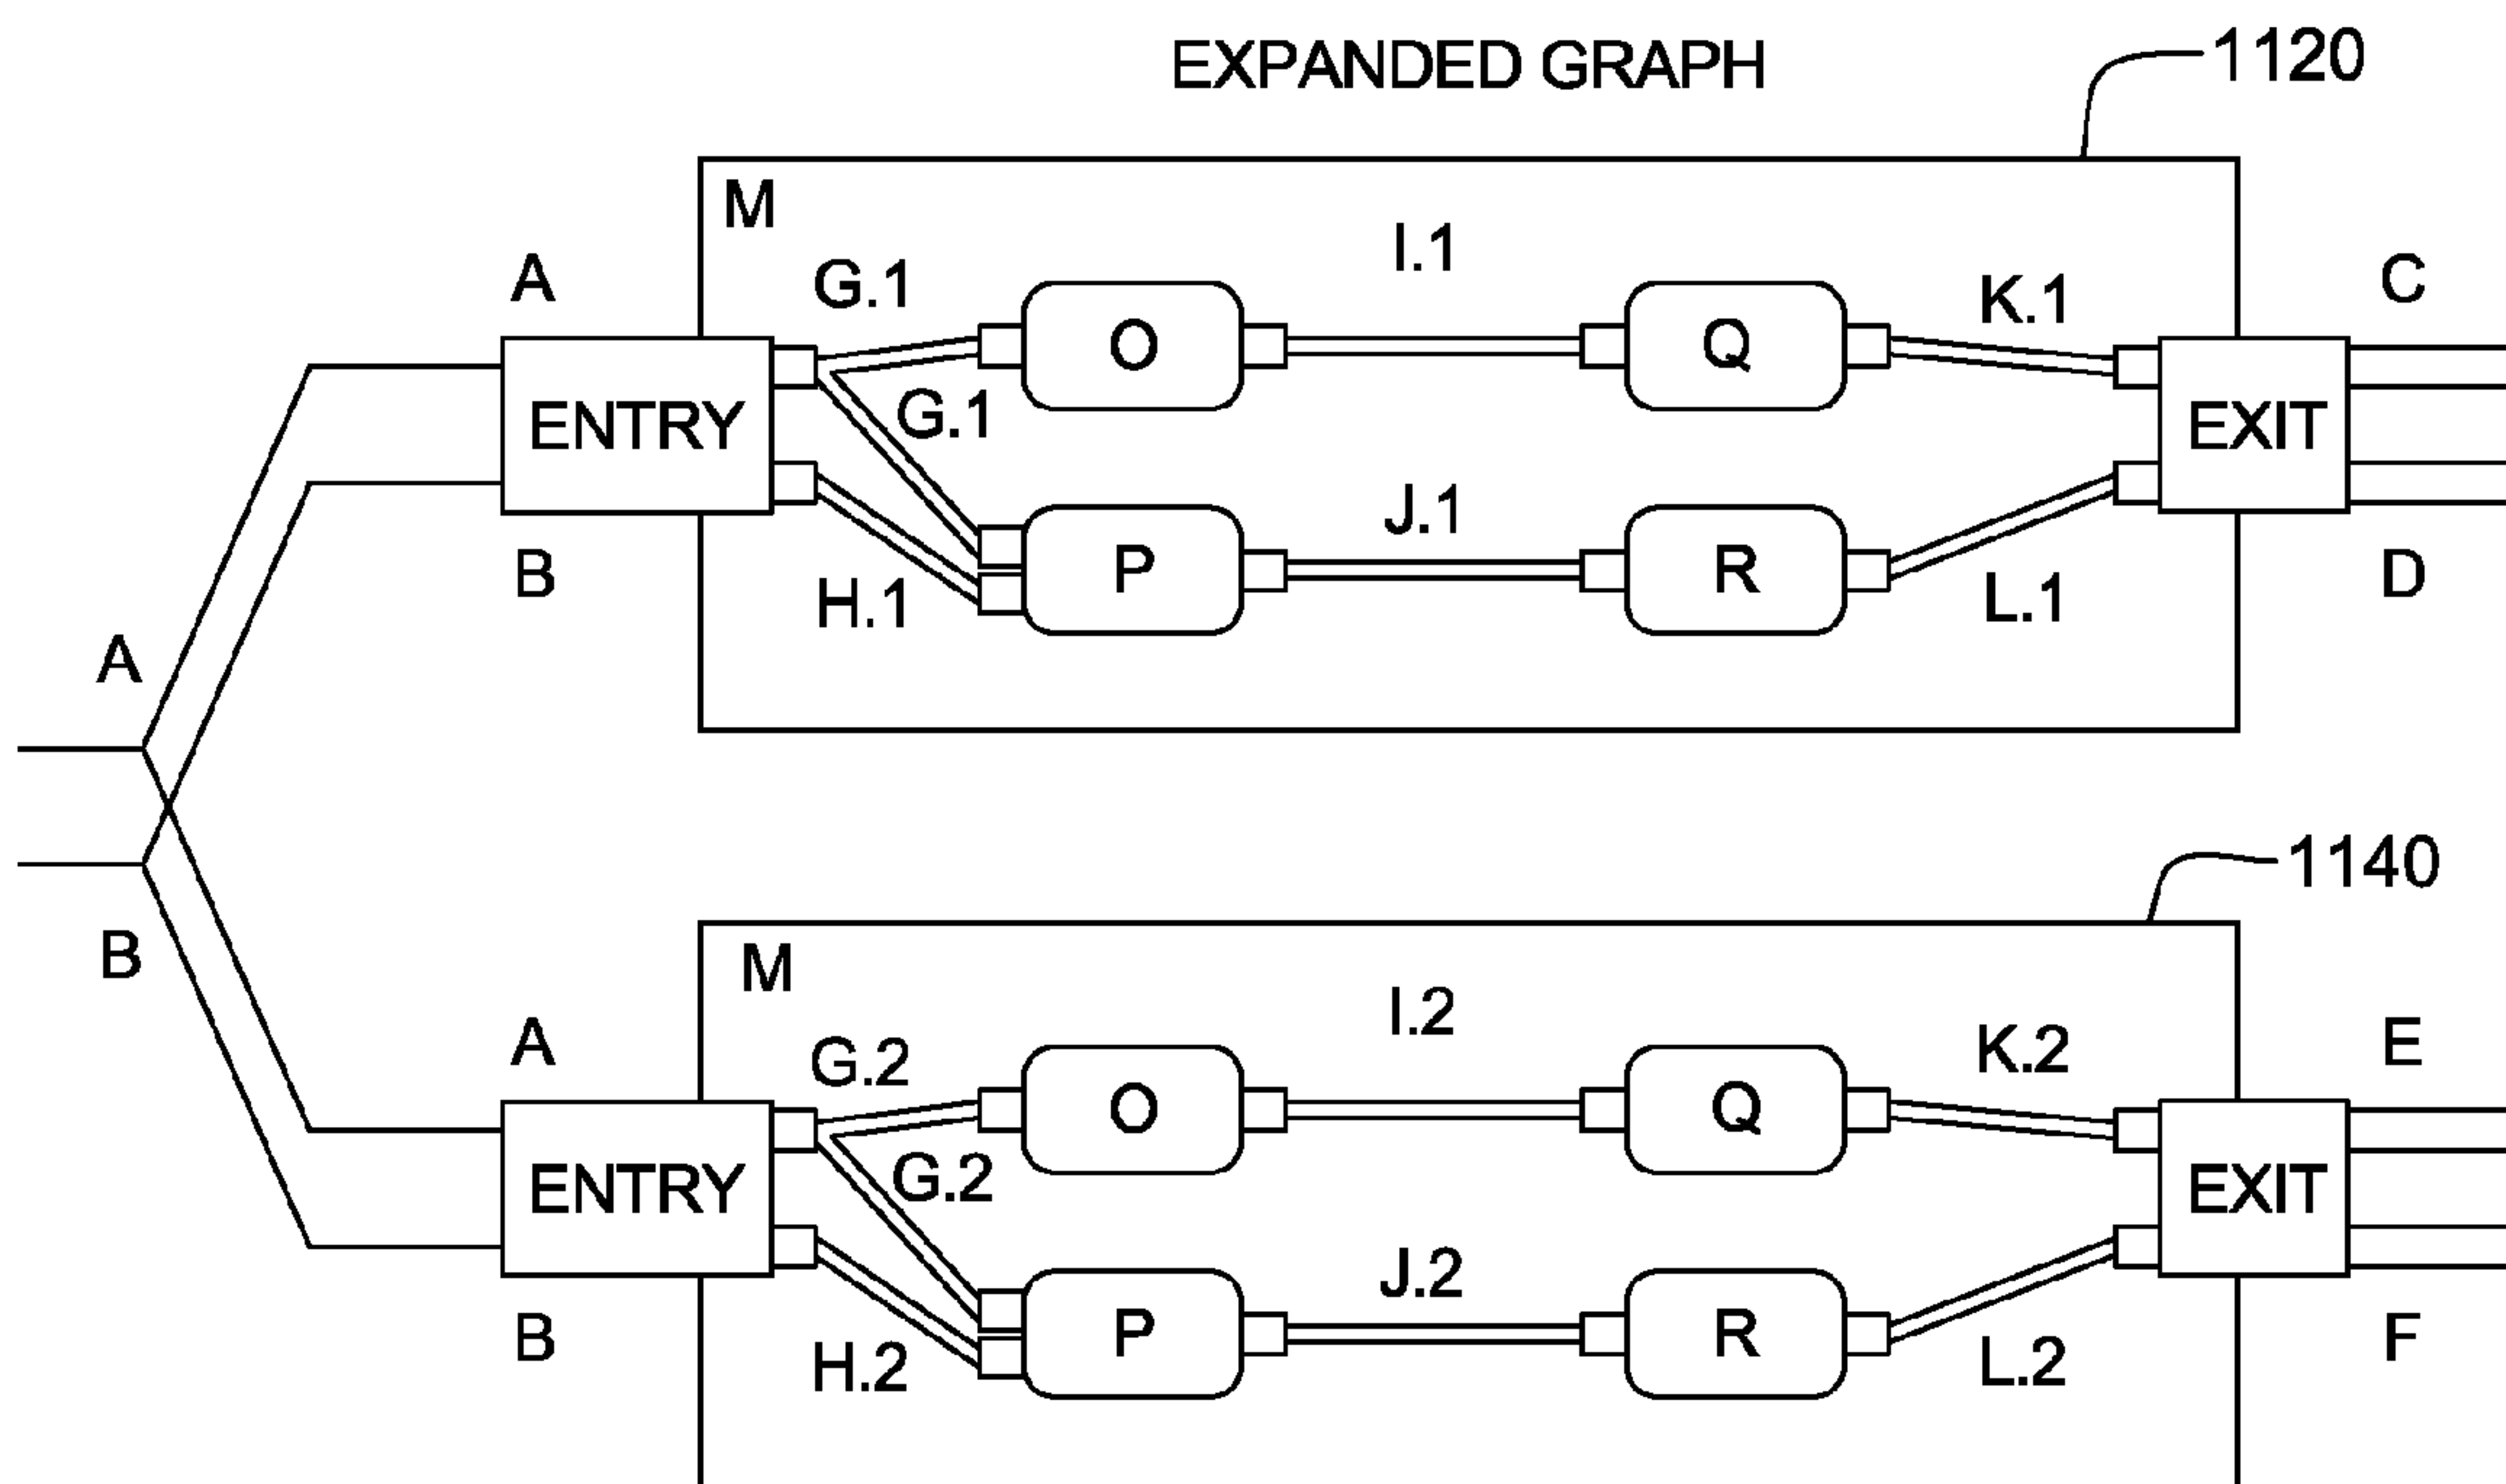 EXPANDED GRAPH
1120
M
A
G.1
I.1
K.1
C
O
Q
G.1
ENTRY
EXIT
J.1
B
H.1
P
R
L.1
D
A
B
1140
M
A
G.2
I.2
K.2
E
O
Q
G.2
ENTRY
EXIT
J.2
B
H.2
P
R
L.2
F